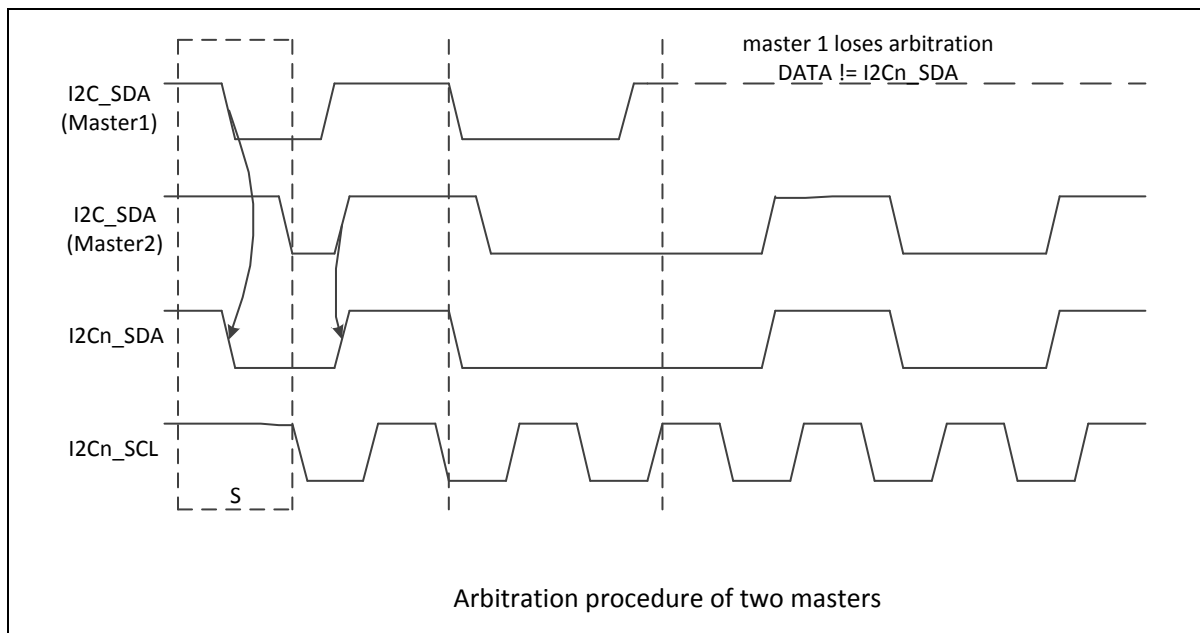 master 1 loses arbitration
DATA != I2Cn_SDA
I2C_SDA
(Master1)
I2C_SDA
(Master2)
I2Cn_SDA
I2Cn_SCL
S
Arbitration procedure of two masters